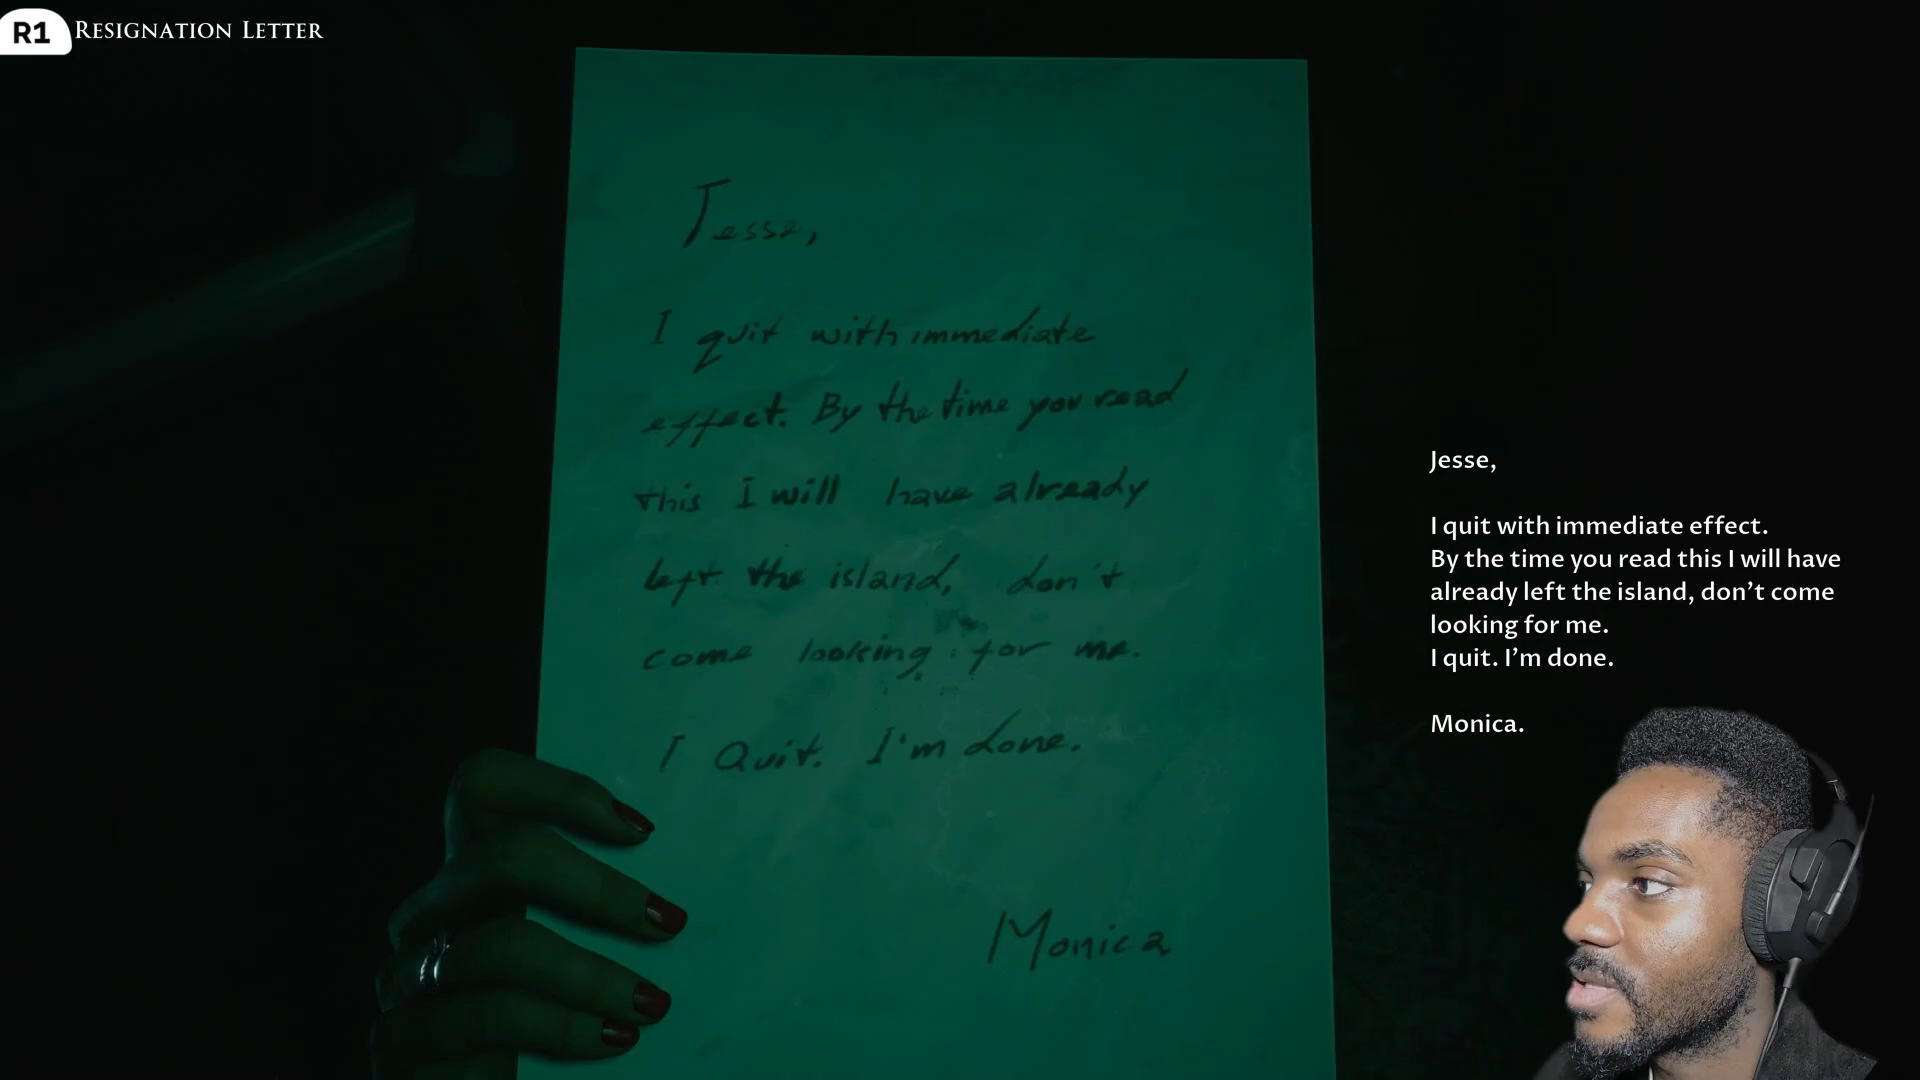 R1 RESIGNATION LETTER
Jesse,
I quit with immediate
effect. By the time you read
this I will have already
left the island, don't
come looking for me.
I Quit. I'm done.
Monica
Jesse,
I quit with immediate effect.
By the time you read this I will have
already left the island, don't come
looking for me.
I quit. I'm done.
Monica.